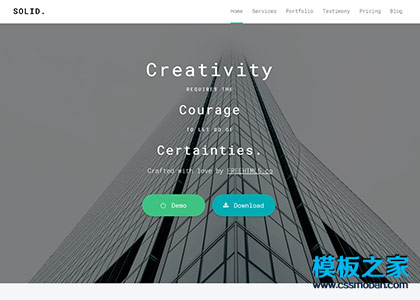 SOLID.
Home Services Portfolio Testimony Pricing Blog
Creativity
REQUIRES THE
Courage
TO LET GO OF
Certainties.
Crafted with love by FREEHTML5.co
Demo Download
模板之家
www.cssmoban.com